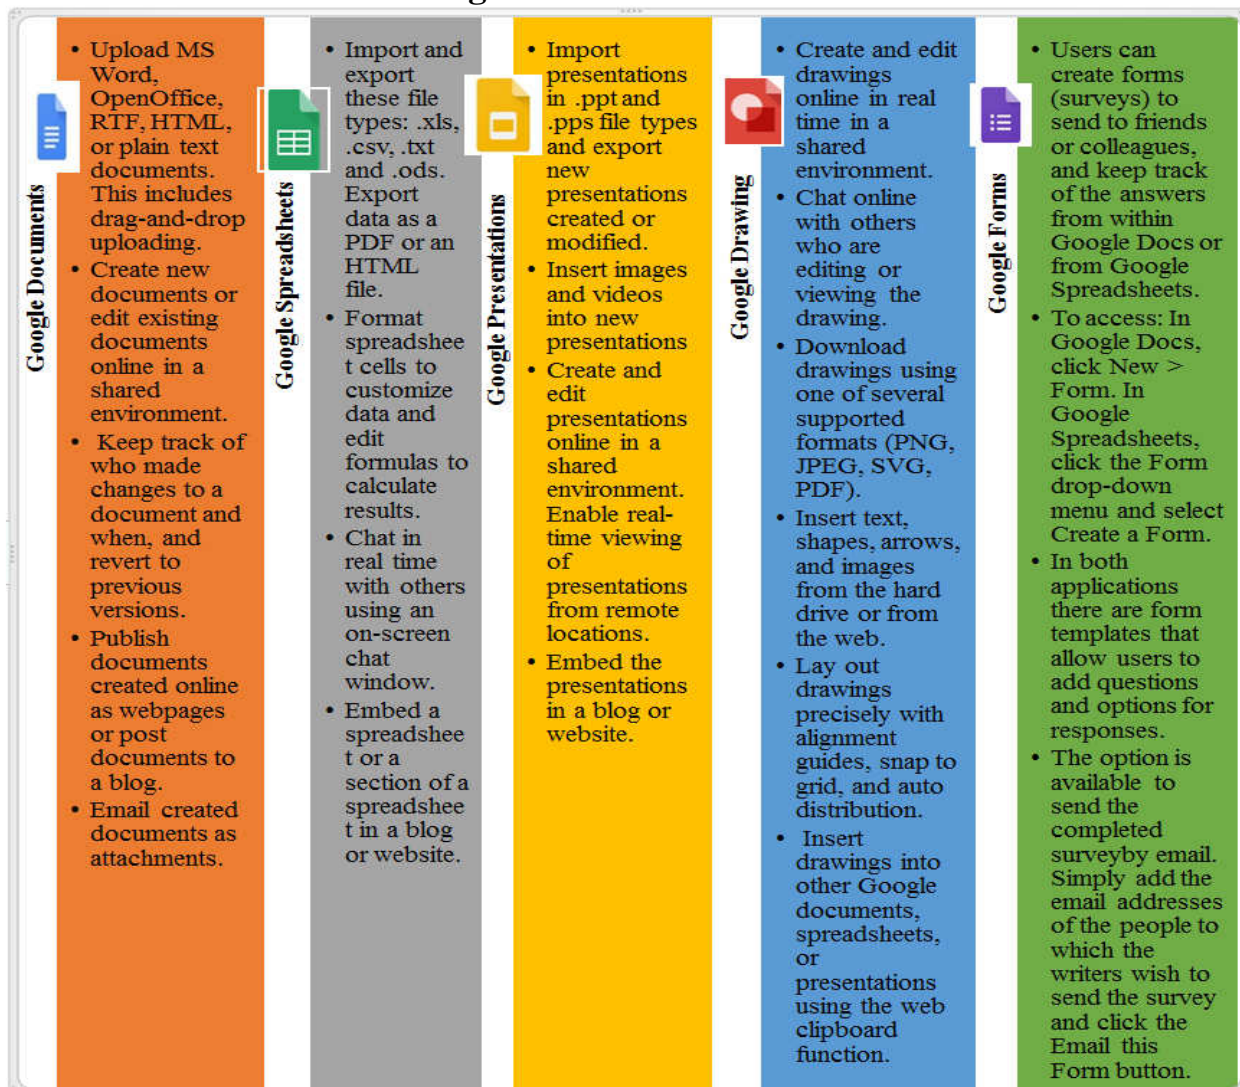 Google Documents
• Upload MS
Word,
OpenOffice,
RTF, HTML,
or plain text
documents.
This includes
drag-and-drop
uploading.
• Create new
documents or
edit existing
documents
online in a
shared
environment.
• Keep track of
who made
changes to a
document and
when, and
revert to
previous
versions.
• Publish
documents
created online
as webpages
or post
documents to
a blog.
• Email created
documents as
attachments.
Google Spreadsheets
• Import and
export
these file
types: .xls,
.csv, .txt
and .ods.
Export
data as a
PDF or an
HTML
file.
• Format
spreadshee
t cells to
customize
data and
edit
formulas to
calculate
results.
• Chat in
real time
with others
using an
on-screen
chat
window.
• Embed a
spreadshee
t or a
section of a
spreadshee
t in a blog
or website.
Google Presentations
• Import
presentations
in .ppt and
.pps file types
and export
new
presentations
created or
modified.
• Insert images
and videos
into new
presentations
• Create and
edit
presentations
online in a
shared
environment.
Enable real-
time viewing
of
presentations
from remote
locations.
• Embed the
presentations
in a blog or
website.
Google Drawing
• Create and edit
drawings
online in real
time in a
shared
environment.
• Chat online
with others
who are
editing or
viewing the
drawing.
• Download
drawings using
one of several
supported
formats (PNG,
JPEG, SVG,
PDF).
• Insert text,
shapes, arrows,
and images
from the hard
drive or from
the web.
• Lay out
drawings
precisely with
alignment
guides, snap to
grid, and auto
distribution.
• Insert
drawings into
other Google
documents,
spreadsheets,
or
presentations
using the web
clipboard
function.
Google Forms
• Users can
create forms
(surveys) to
send to friends
or colleagues,
and keep track
of the answers
from within
Google Docs or
from Google
Spreadsheets.
• To access: In
Google Docs,
click New >
Form. In
Google
Spreadsheets,
click the Form
drop-down
menu and select
Create a Form.
• In both
applications
there are form
templates that
allow users to
add questions
and options for
responses.
• The option is
available to
send the
completed
surveyby email.
Simply add the
email addresses
of the people to
which the
writers wish to
send the survey
and click the
Email this
Form button.